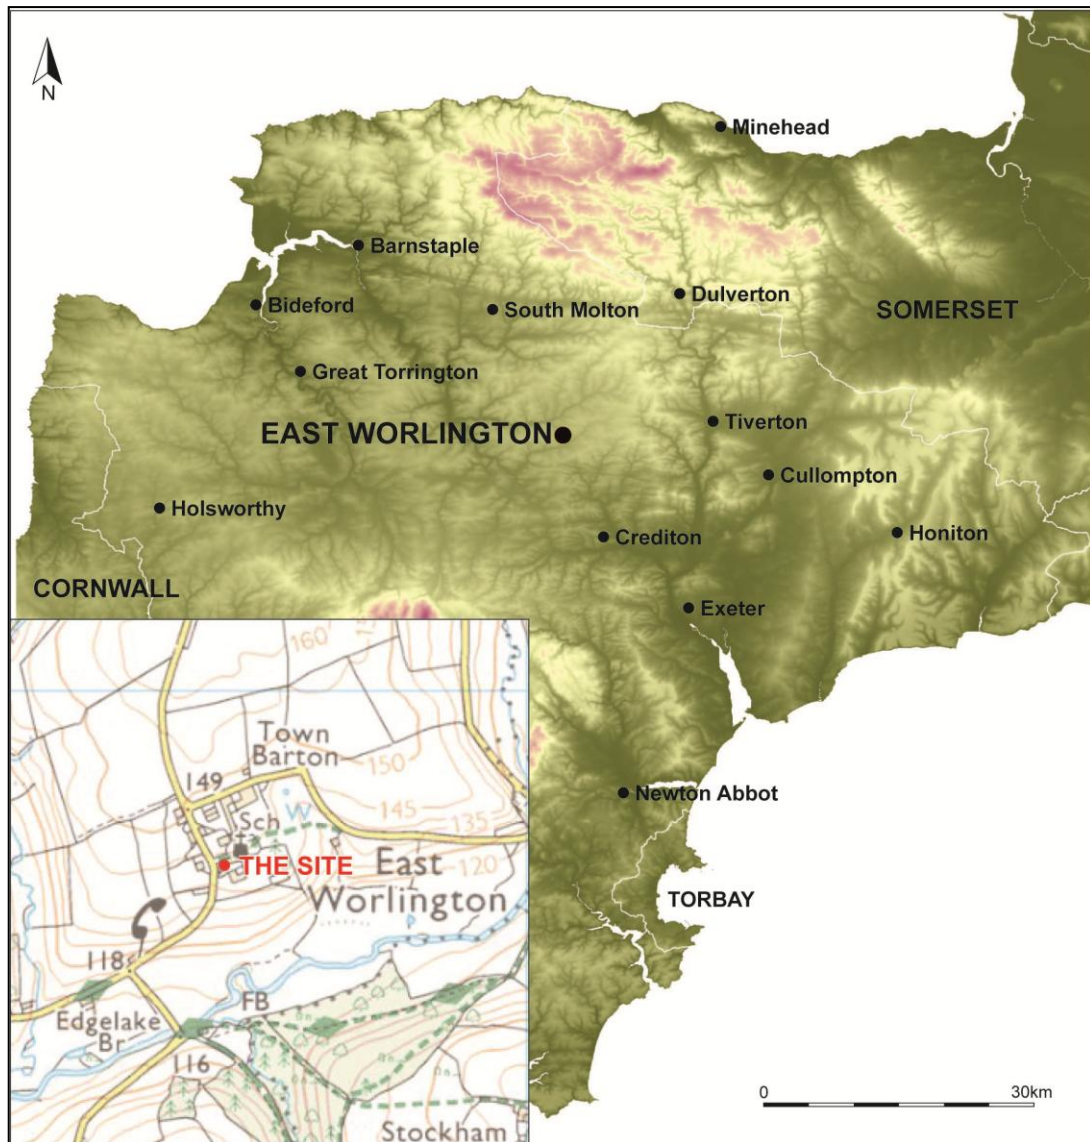 N
Minehead
Barnstaple
Bideford
South Molton
Dulverton
SOMERSET
Great Torrington
EAST WORLINGTON
Tiverton
Cullompton
Holsworthy
Crediton
Honiton
CORNWALL
Exeter
Newton Abbot
TORBAY
0 30km
160
Town
Barton
150
149
145
135
W
Sch
120
THE SITE
East
Worlington
118
FB
Edgelake
Br
116
Stockham